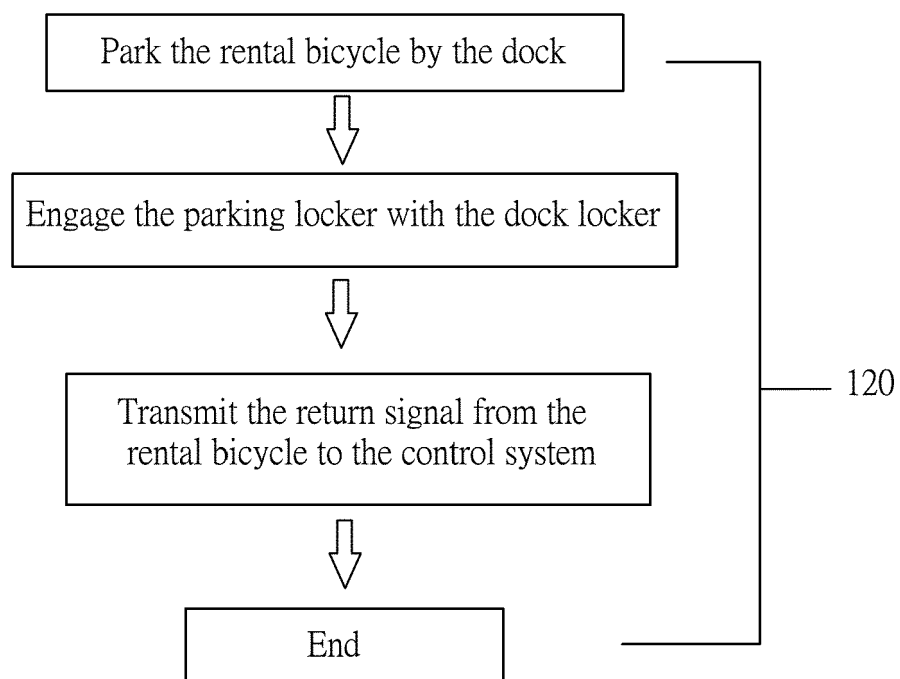 Park the rental bicycle by the dock
Engage the parking locker with the dock locker
Transmit the return signal from the
rental bicycle to the control system
120
End